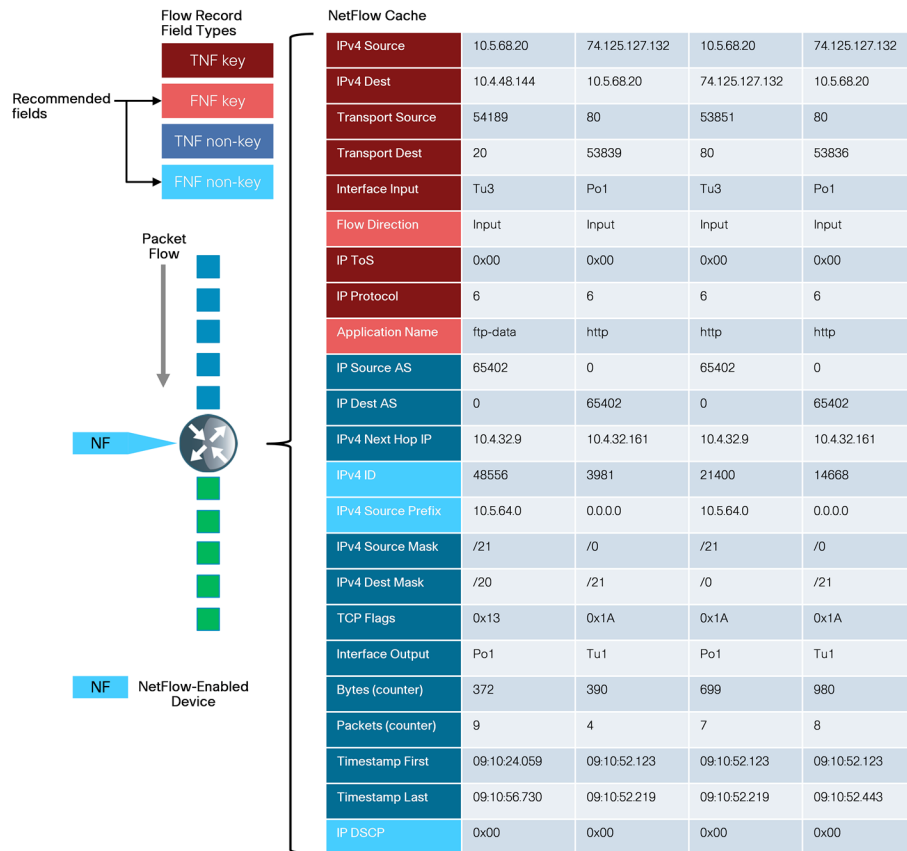 Flow Record
Field Types
TNF key
FNF key
TNF non-key
FNF non-key
Recommended
fields
Packet
Flow
NF
NF
NetFlow-Enabled
Device
NetFlow Cache
IPv4 Source 10.5.68.20 74.125.127.132 10.5.68.20 74.125.127.132
IPv4 Dest 10.4.48.144 10.5.68.20 74.125.127.132 10.5.68.20
Transport Source 54189 80 53851 80
Transport Dest 20 53839 80 53836
Interface Input Tu3 Po1 Tu3 Po1
Flow Direction Input Input Input Input
IP ToS 0x00 0x00 0x00 0x00
IP Protocol 6 6 6 6
Application Name ftp-data http http http
IP Source AS 65402 0 65402 0
IP Dest AS 0 65402 0 65402
IPv4 Next Hop IP 10.4.32.9 10.4.32.161 10.4.32.9 10.4.32.161
IPv4 ID 48556 3981 21400 14668
IPv4 Source Prefix 10.5.64.0 0.0.0.0 10.5.64.0 0.0.0.0
IPv4 Source Mask /21 /0 /21 /0
IPv4 Dest Mask /20 /21 /0 /21
TCP Flags 0x13 0x1A 0x1A 0x1A
Interface Output Po1 Tu1 Po1 Tu1
Bytes (counter) 372 390 699 980
Packets (counter) 9 4 7 8
Timestamp First 09:10:24.059 09:10:52.123 09:10:52.123 09:10:52.123
Timestamp Last 09:10:56.730 09:10:52.219 09:10:52.219 09:10:52.443
IP DSCP 0x00 0x00 0x00 0x00